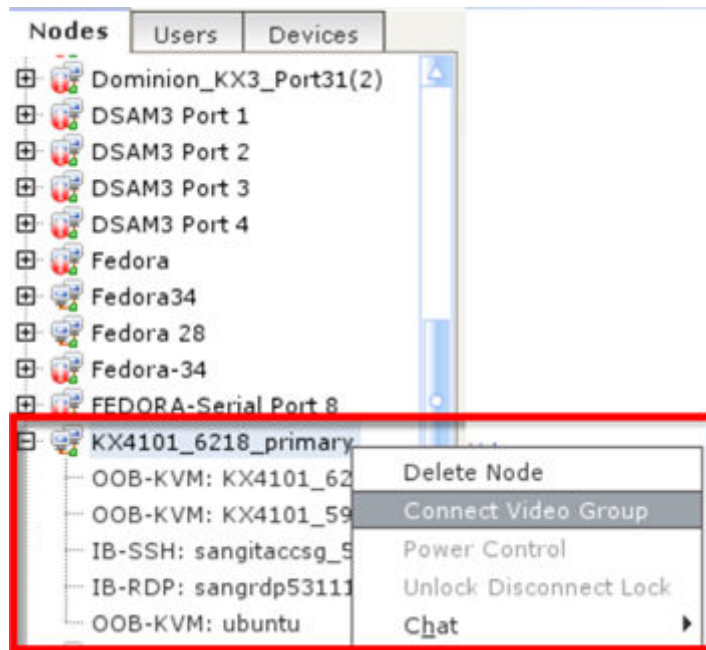 Nodes Users Devices
Dominion_KX3_Port31(2)
DSAM3 Port 1
DSAM3 Port 2
DSAM3 Port 3
DSAM3 Port 4
Fedora
Fedora34
Fedora 28
Fedora-34
FEDORA-Serial Port 8
KX4101_6218_primary
OOB-KVM: KX4101_62
OOB-KVM: KX4101_59
IB-SSH: sangitaccsg_5
IB-RDP: sangrdp53111
OOB-KVM: ubuntu
Delete Node
Connect Video Group
Power Control
Unlock Disconnect Lock
Chat